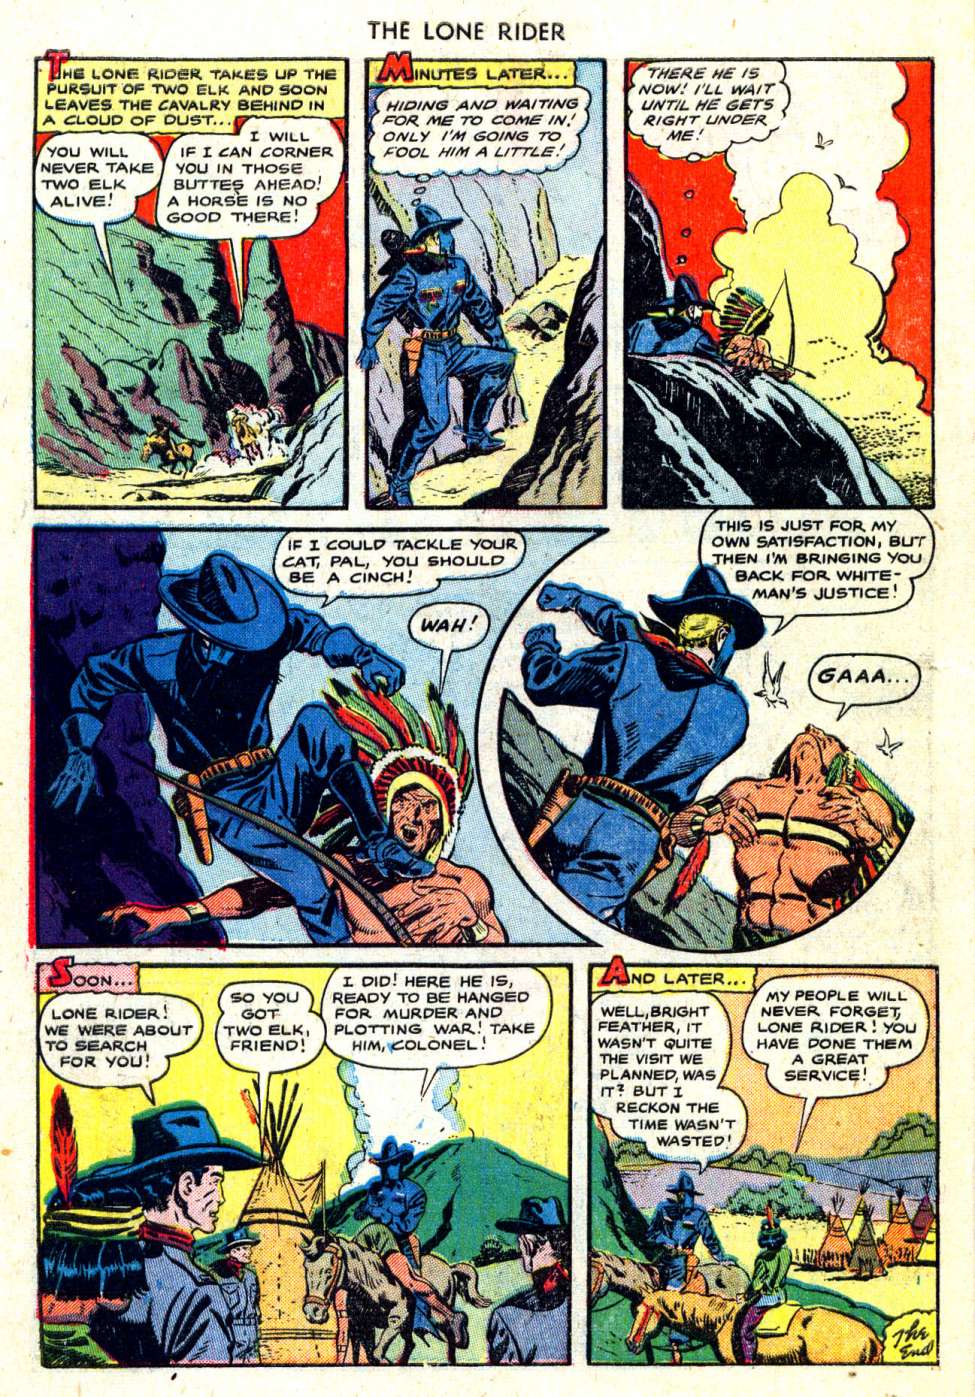 THE LONE RIDER
THE LONE RIDER TAKES UP THE
PURSUIT OF TWO ELK AND SOON
LEAVES THE CAVALRY BEHIND IN
A CLOUD OF DUST...
YOU WILL
NEVER TAKE
TWO ELK
ALIVE!
I WILL
IF I CAN CORNER
YOU IN THOSE
BUTTES AHEAD!
A HORSE IS NO
GOOD THERE!
MINUTES LATER...
HIDING AND WAITING
FOR ME TO COME IN!
ONLY I'M GOING TO
FOOL HIM A LITTLE!
THERE HE IS
NOW! I'LL WAIT
UNTIL HE GETS
RIGHT UNDER
ME!
IF I COULD TACKLE YOUR
CAT, PAL, YOU SHOULD
BE A CINCH!
WAH!
THIS IS JUST FOR MY
OWN SATISFACTION, BUT
THEN I'M BRINGING YOU
BACK FOR WHITE-
MAN'S JUSTICE!
GAAA...
SOON...
LONE RIDER!
WE WERE ABOUT
TO SEARCH
FOR YOU!
SO YOU
GOT
TWO ELK,
FRIEND!
I DID! HERE HE IS,
READY TO BE HANGED
FOR MURDER AND
PLOTTING WAR! TAKE
HIM, COLONEL!
AND LATER...
WELL, BRIGHT
FEATHER, IT
WASN'T QUITE
THE VISIT WE
PLANNED, WAS
IT? BUT I
RECKON THE
TIME WASN'T
WASTED!
MY PEOPLE WILL
NEVER FORGET,
LONE RIDER! YOU
HAVE DONE THEM
A GREAT
SERVICE!
The
End